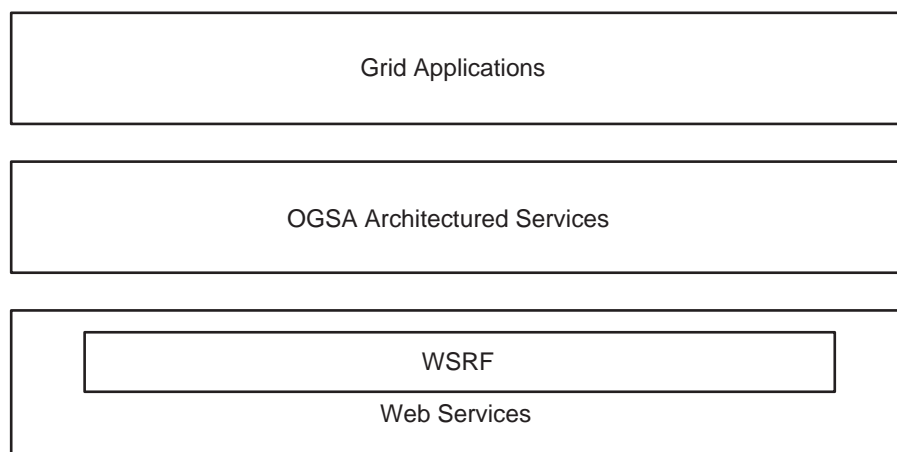 Grid Applications
OGSA Architectured Services
WSRF
Web Services